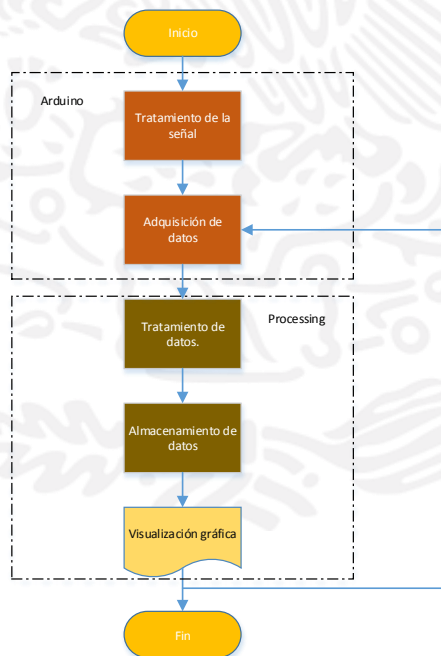 Inicio
Arduino
Tratamiento de la
señal
Adquisición de
datos
Processing
Tratamiento de
datos.
Almacenamiento de
datos
Visualización gráfica
Fin